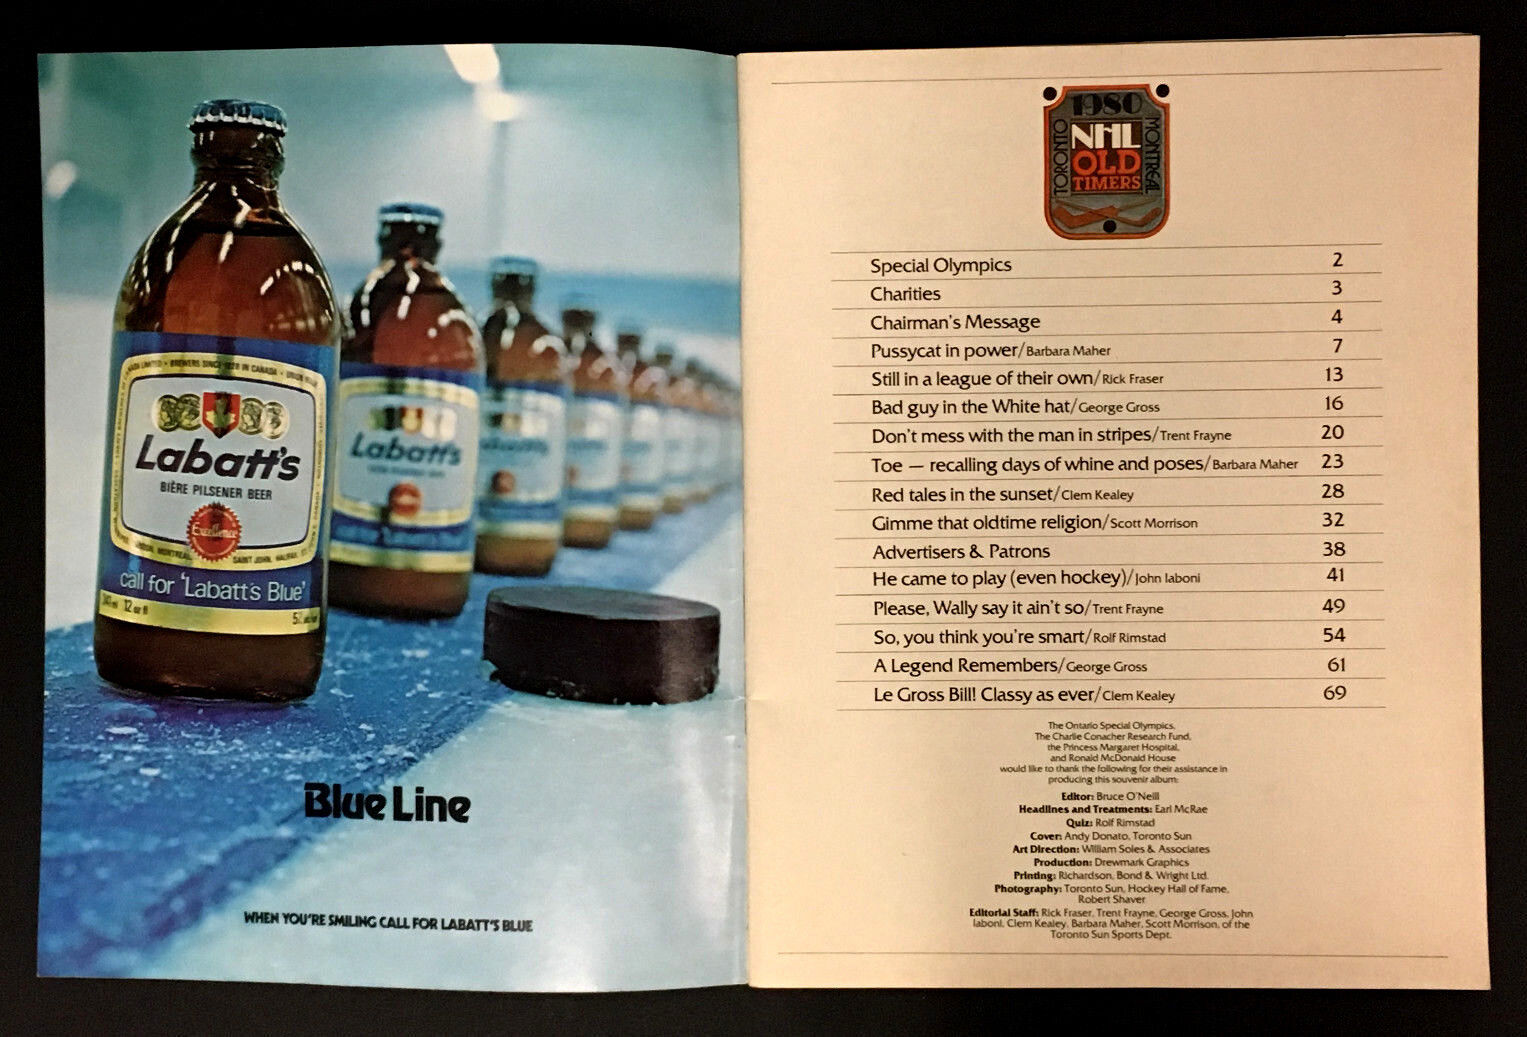 Labatt's
BIÈRE PILSENER BEER
Excellence
MONTREAL
SAINT JOHN, HALIFAX,
call for 'Labatt's Blue'
12 oz fl
Labatt's
Blue Line
WHEN YOU'RE SMILING CALL FOR LABATT'S BLUE
1980
TORONTO
NHL
OLD
TIMERS
MONTREAL
Special Olympics 2
Charities 3
Chairman's Message 4
Pussycat in power/Barbara Maher 7
Still in a league of their own/Rick Fraser 13
Bad guy in the White hat/George Gross 16
Don't mess with the man in stripes/Trent Frayne 20
Toe — recalling days of whine and poses/Barbara Maher 23
Red tales in the sunset/Clem Kealey 28
Gimme that oldtime religion/Scott Morrison 32
Advertisers & Patrons 38
He came to play (even hockey)/John Iaboni 41
Please, Wally say it ain't so/Trent Frayne 49
So, you think you're smart/Rolf Rimstad 54
A Legend Remembers/George Gross 61
Le Gross Bill! Classy as ever/Clem Kealey 69
The Ontario Special Olympics,
The Charlie Conacher Research Fund,
the Princess Margaret Hospital,
and Ronald McDonald House
would like to thank the following for their assistance in
producing this souvenir album:
Editor: Bruce O'Neill
Headlines and Treatments: Earl McRae
Quiz: Rolf Rimstad
Cover: Andy Donato, Toronto Sun
Art Direction: William Soles & Associates
Production: Drewmark Graphics
Printing: Richardson, Bond & Wright Ltd.
Photography: Toronto Sun, Hockey Hall of Fame,
Robert Shaver
Editorial Staff: Rick Fraser, Trent Frayne, George Gross, John
Iaboni, Clem Kealey, Barbara Maher, Scott Morrison, of the
Toronto Sun Sports Dept.